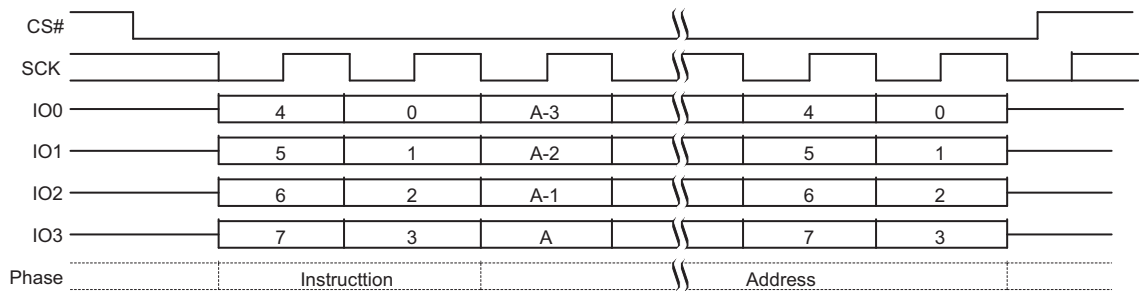 CS#
SCK
IO0 4 0 A-3 4 0
IO1 5 1 A-2 5 1
IO2 6 2 A-1 6 2
IO3 7 3 A 7 3
Phase Instructtion Address